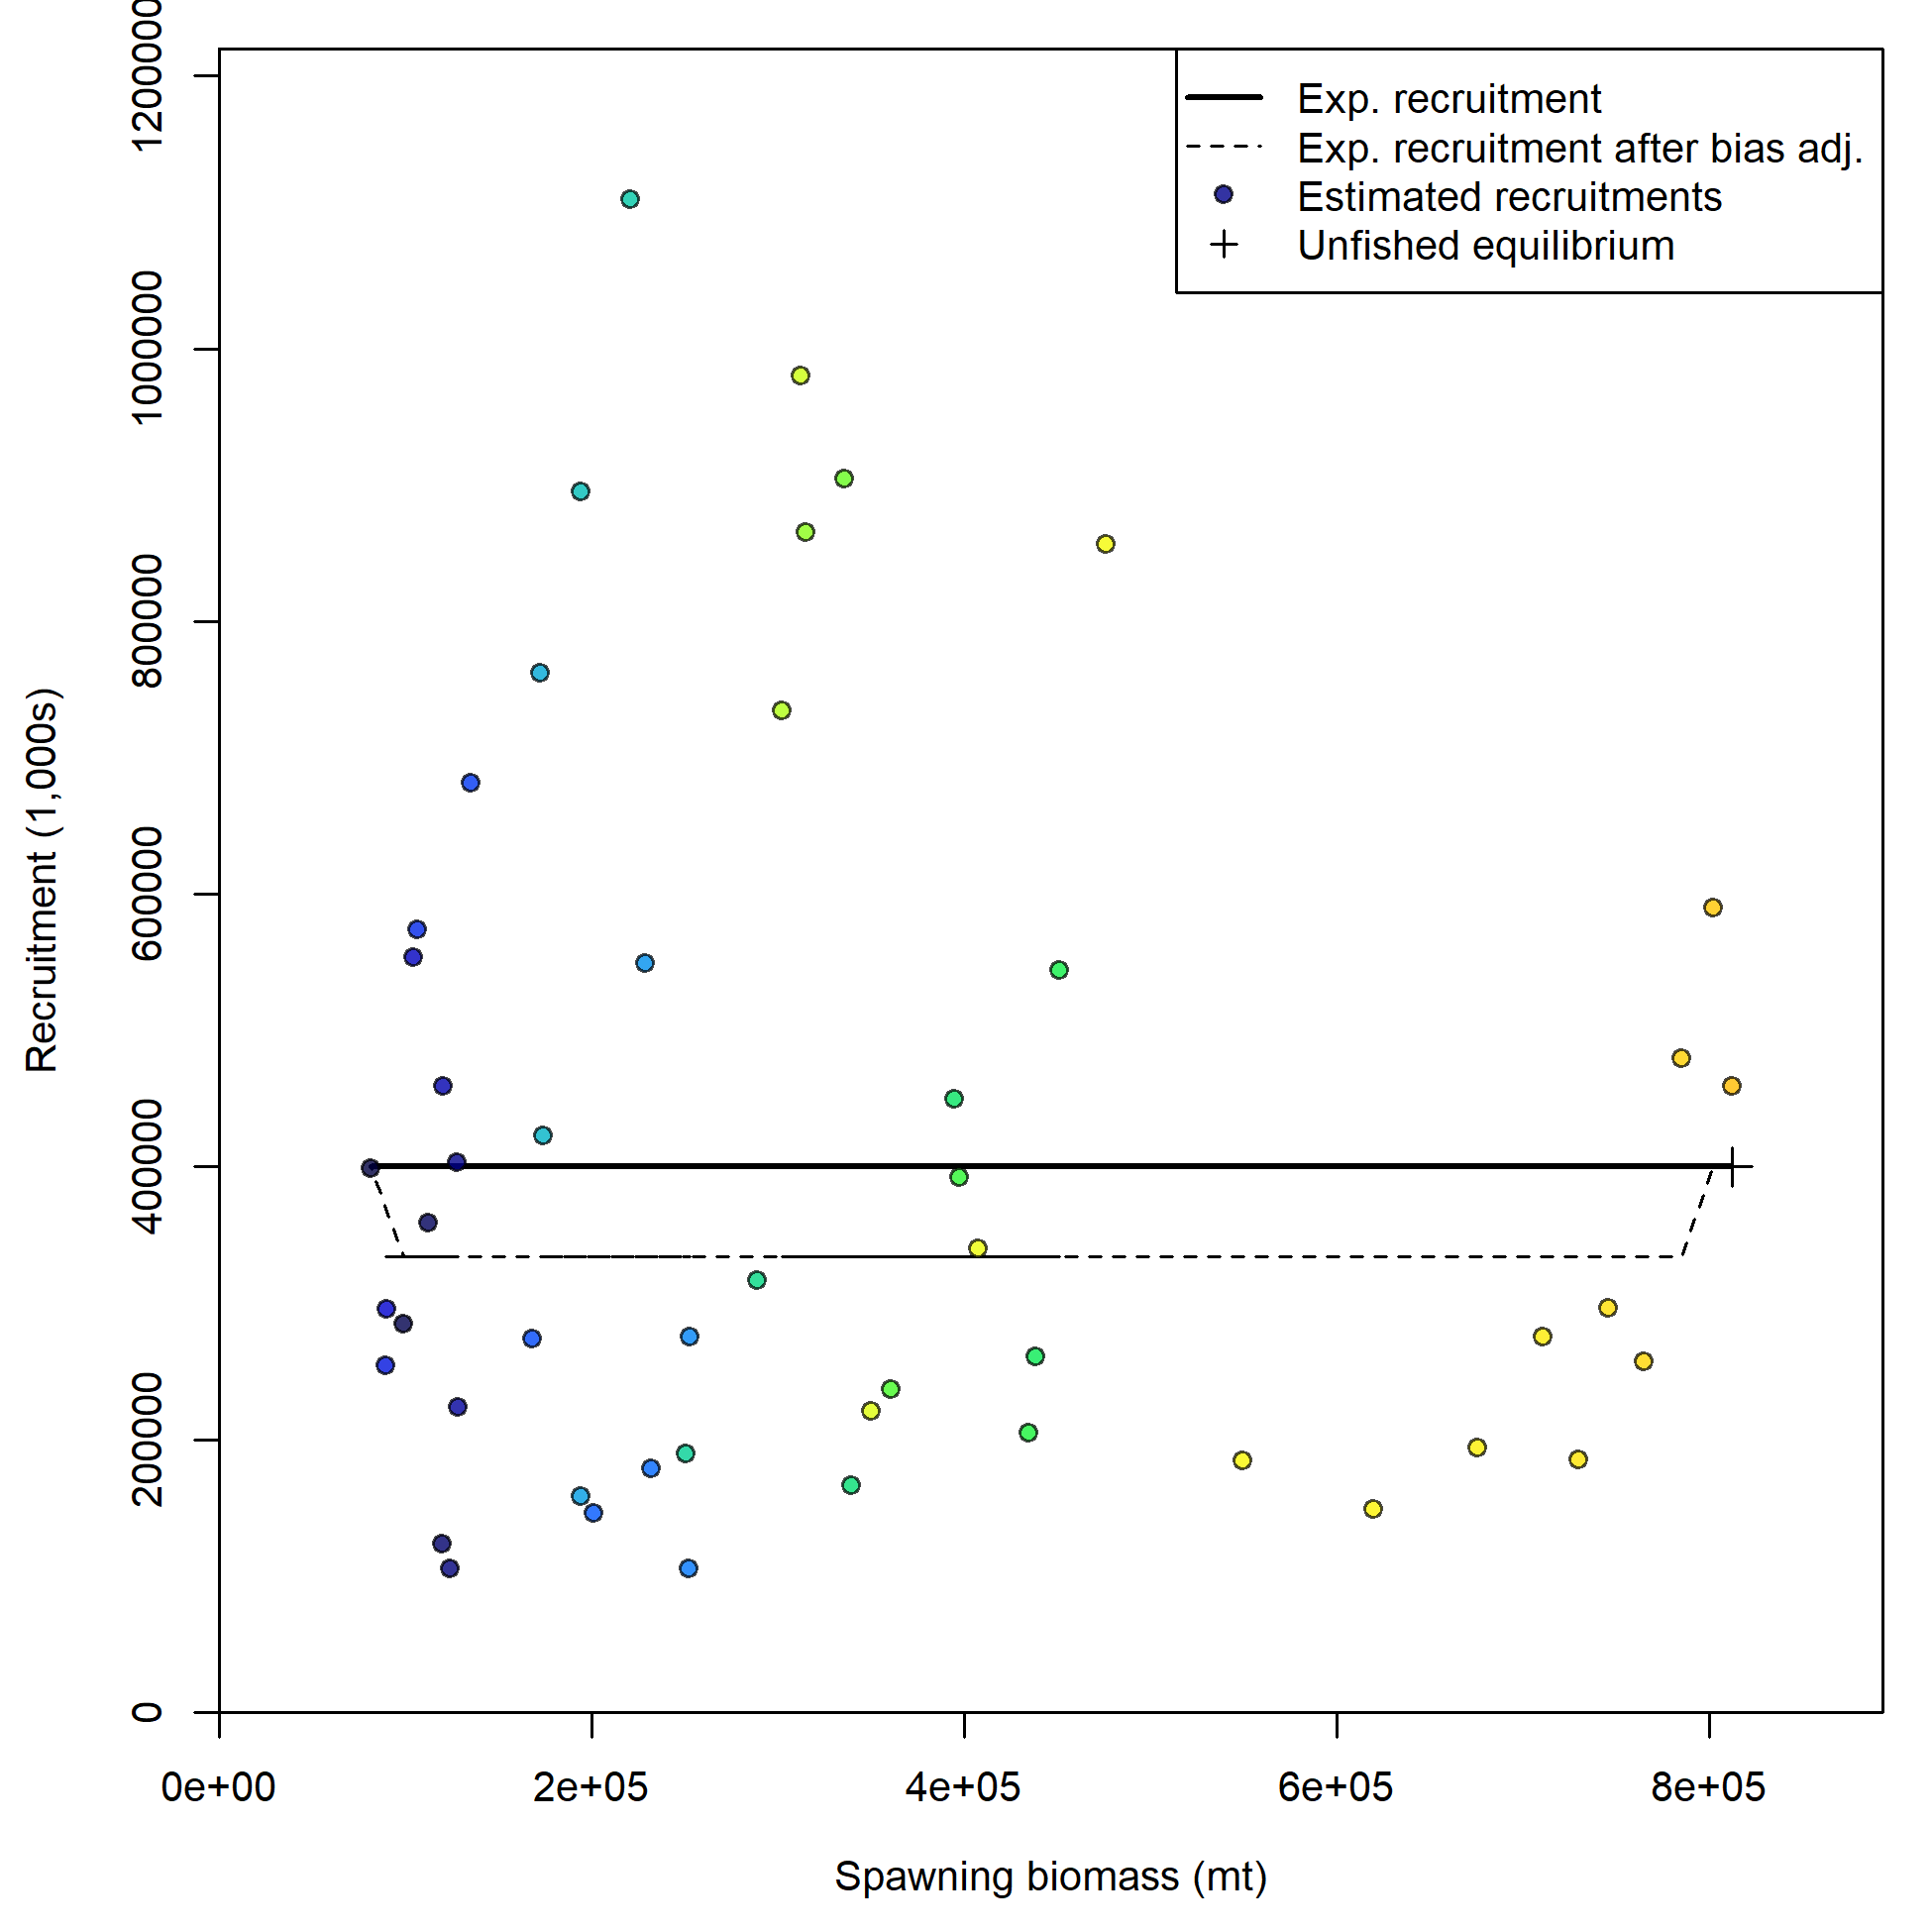 Exp. recruitment
Exp. recruitment after bias adj.
Estimated recruitments
Unfished equilibrium
1200000
1000000
800000
600000
400000
200000
0
Recruitment (1,000s)
0e+00 2e+05 4e+05 6e+05 8e+05
Spawning biomass (mt)